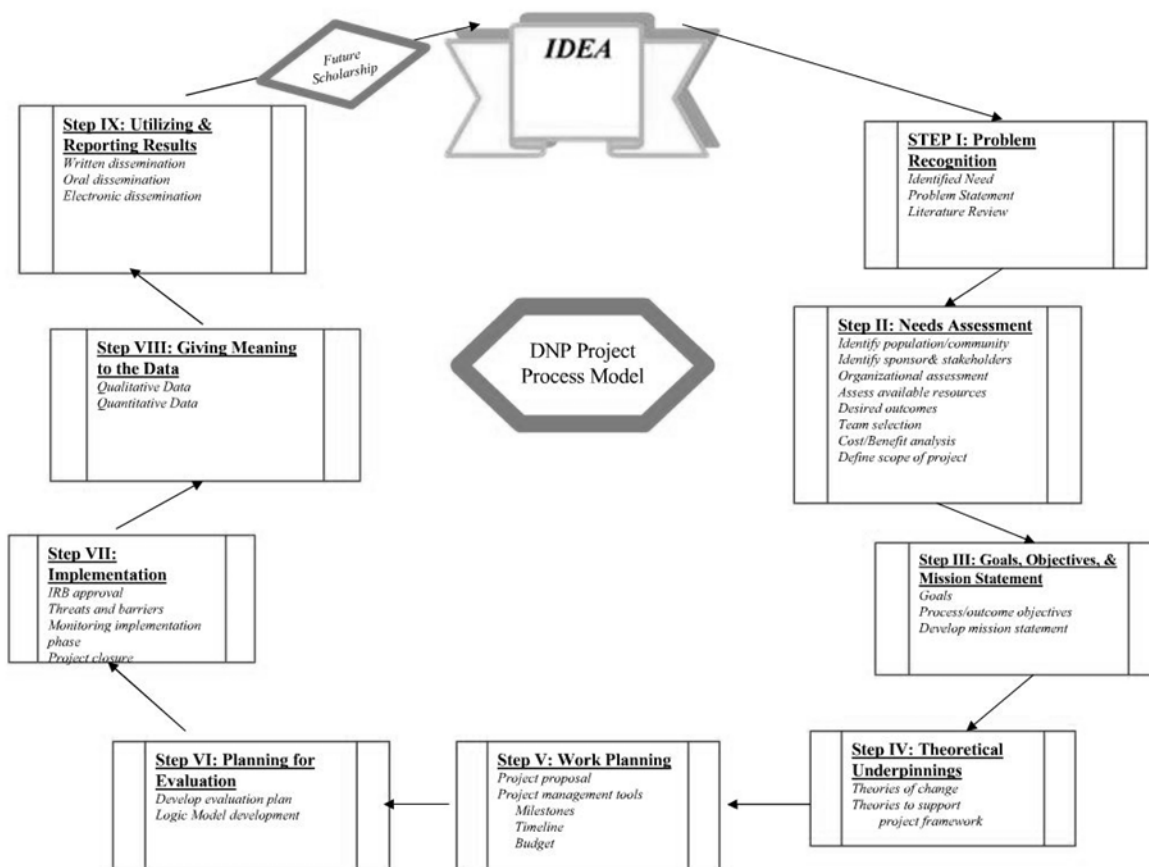 IDEA
Future
Scholarship
STEP I: Problem
Recognition
Identified Need
Problem Statement
Literature Review
Step II: Needs Assessment
Identify population/community
Identify sponsor& stakeholders
Organizational assessment
Assess available resources
Desired outcomes
Team selection
Cost/Benefit analysis
Define scope of project
Step III: Goals, Objectives, &
Mission Statement
Goals
Process/outcome objectives
Develop mission statement
Step IV: Theoretical
Underpinnings
Theories of change
Theories to support
project framework
Step V: Work Planning
Project proposal
Project management tools
Milestones
Timeline
Budget
Step VI: Planning for
Evaluation
Develop evaluation plan
Logic Model development
Step VII:
Implementation
IRB approval
Threats and barriers
Monitoring implementation
phase
Project closure
Step VIII: Giving Meaning
to the Data
Qualitative Data
Quantitative Data
Step IX: Utilizing &
Reporting Results
Written dissemination
Oral dissemination
Electronic dissemination
DNP Project
Process Model